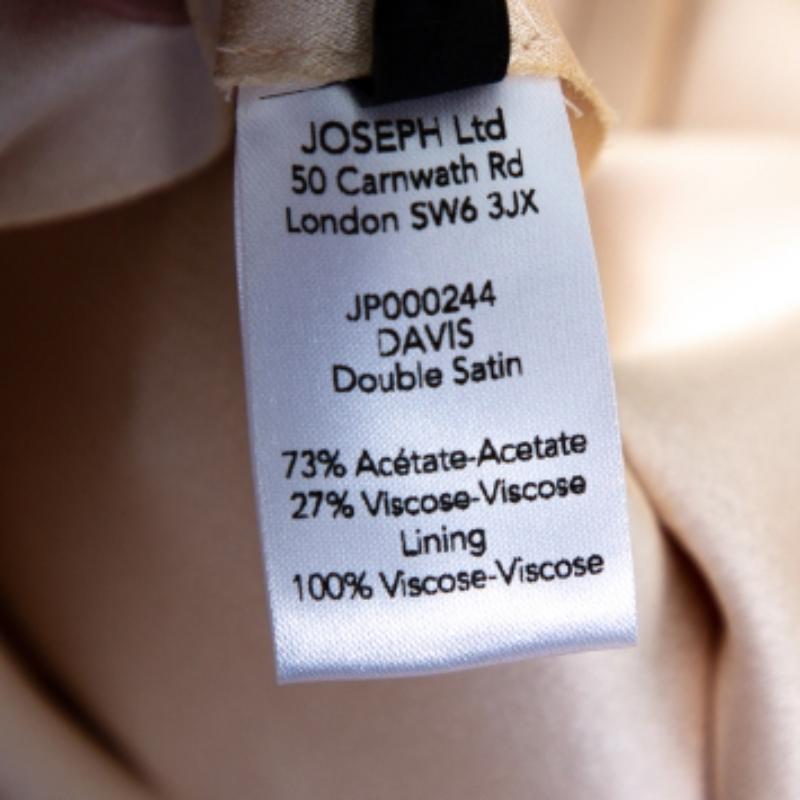 JOSEPH Ltd
50 Carnwath Rd
London SW6 3JX
JP000244
DAVIS
Double Satin
73% Acétate-Acetate
27% Viscose-Viscose
Lining
100% Viscose-Viscose